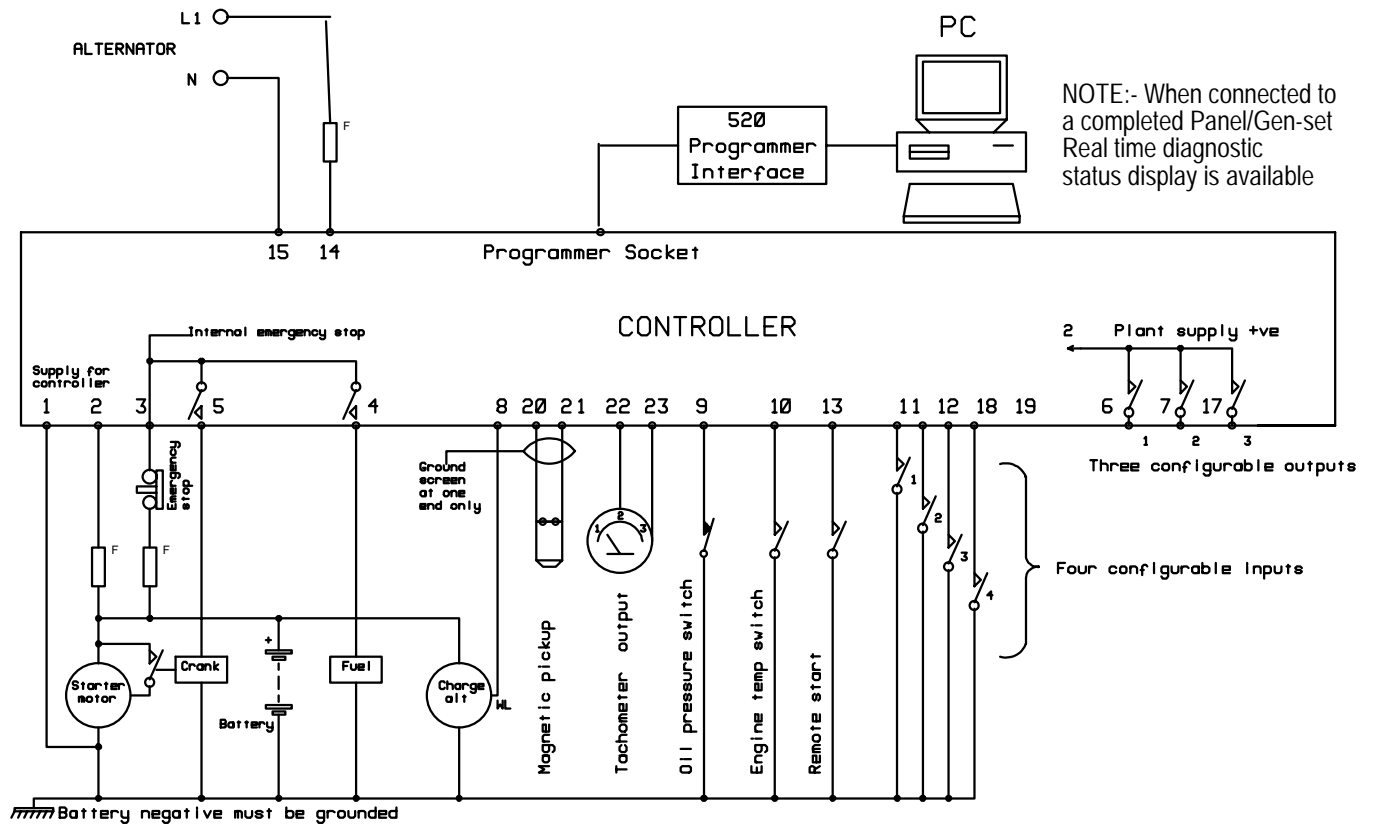 L1
ALTERNATOR
N
F
PC
520
Programmer
Interface
NOTE:- When connected to
a completed Panel/Gen-set
Real time diagnostic
status display is available
15 14
Programmer Socket
Internal emergency stop
CONTROLLER
2 Plant supply +ve
Supply for
controller
1 2 3 5 4 8 20 21 22 23 9 10 13 11 12 18 19 6 7 17
1 2 3
Three configurable outputs
Emergency
stop
Ground
screen
at one
end only
F F
1 2 3
1
2
3
4
Four configurable inputs
+
Starter
motor
Crank
Battery
Fuel
Charge
alt
WL
Magnetic pickup
Tachometer output
Oil pressure switch
Engine temp switch
Remote start
Battery negative must be grounded